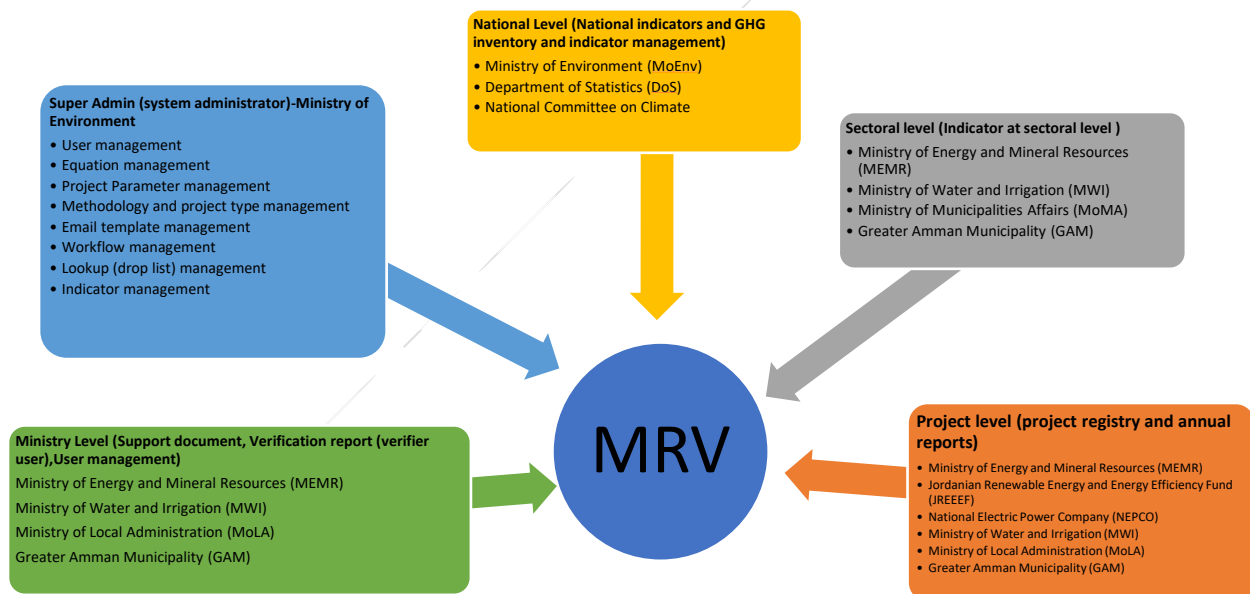 National Level (National indicators and GHG
inventory and indicator management)
• Ministry of Environment (MoEnv)
• Department of Statistics (DoS)
• National Committee on Climate
Super Admin (system administrator)-Ministry of
Environment
• User management
• Equation management
• Project Parameter management
• Methodology and project type management
• Email template management
• Workflow management
• Lookup (drop list) management
• Indicator management
Sectoral level (Indicator at sectoral level )
• Ministry of Energy and Mineral Resources
(MEMR)
• Ministry of Water and Irrigation (MWI)
• Ministry of Municipalities Affairs (MoMA)
• Greater Amman Municipality (GAM)
MRV
Ministry Level (Support document, Verification report (verifier
user),User management)
Ministry of Energy and Mineral Resources (MEMR)
Ministry of Water and Irrigation (MWI)
Ministry of Local Administration (MoLA)
Greater Amman Municipality (GAM)
Project level (project registry and annual
reports)
• Ministry of Energy and Mineral Resources (MEMR)
• Jordanian Renewable Energy and Energy Efficiency Fund
(JREEEF)
• National Electric Power Company (NEPCO)
• Ministry of Water and Irrigation (MWI)
• Ministry of Local Administration (MoLA)
• Greater Amman Municipality (GAM)